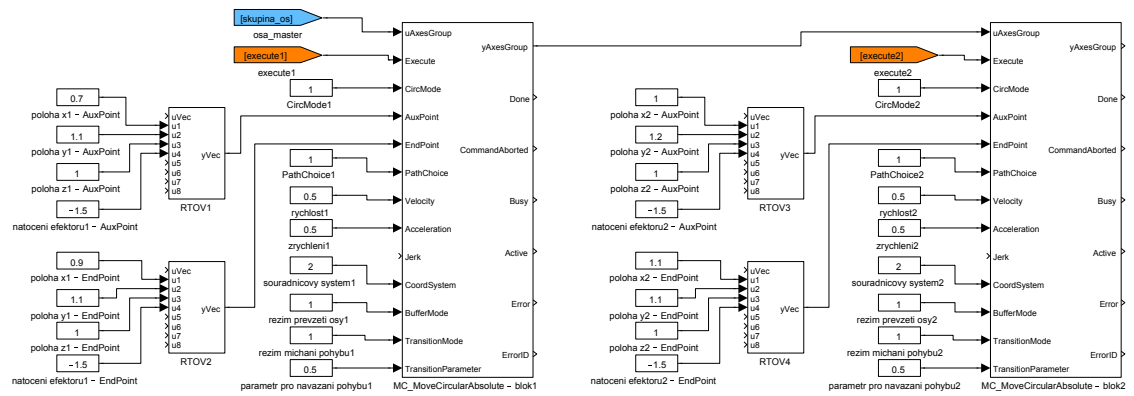 [skupina_os]
osa_master
[execute1]
execute1
1
CircMode1
0.7
poloha x1 − AuxPoint
1.1
poloha y1 − AuxPoint
1
poloha z1 − AuxPoint
−1.5
natoceni efektoru1 − AuxPoint
uVec
u1
u2
u3
u4
u5
u6
u7
u8
yVec
RTOV1
0.9
poloha x1 − EndPoint
1.1
poloha y1 − EndPoint
1
poloha z1 − EndPoint
−1.5
natoceni efektoru1 − EndPoint
uVec
u1
u2
u3
u4
u5
u6
u7
u8
yVec
RTOV2
1
PathChoice1
0.5
rychlost1
0.5
zrychleni1
2
souradnicovy system1
1
rezim prevzeti osy1
1
rezim michani pohybu1
0.5
parametr pro navazani pohybu1
uAxesGroup
Execute
CircMode
AuxPoint
EndPoint
PathChoice
Velocity
Acceleration
Jerk
CoordSystem
BufferMode
TransitionMode
TransitionParameter
yAxesGroup
Done
CommandAborted
Busy
Active
Error
ErrorID
MC_MoveCircularAbsolute − blok1
[execute2]
execute2
1
CircMode2
1
poloha x2 − AuxPoint
1.2
poloha y2 − AuxPoint
1
poloha z2 − AuxPoint
−1.5
natoceni efektoru2 − AuxPoint
uVec
u1
u2
u3
u4
u5
u6
u7
u8
yVec
RTOV3
1.1
poloha x2 − EndPoint
1.1
poloha y2 − EndPoint
1
poloha z2 − EndPoint
−1.5
natoceni efektoru2 − EndPoint
uVec
u1
u2
u3
u4
u5
u6
u7
u8
yVec
RTOV4
1
PathChoice2
0.5
rychlost2
0.5
zrychleni2
2
souradnicovy system2
1
rezim prevzeti osy2
1
rezim michani pohybu2
0.5
parametr pro navazani pohybu2
uAxesGroup
Execute
CircMode
AuxPoint
EndPoint
PathChoice
Velocity
Acceleration
Jerk
CoordSystem
BufferMode
TransitionMode
TransitionParameter
yAxesGroup
Done
CommandAborted
Busy
Active
Error
ErrorID
MC_MoveCircularAbsolute − blok2